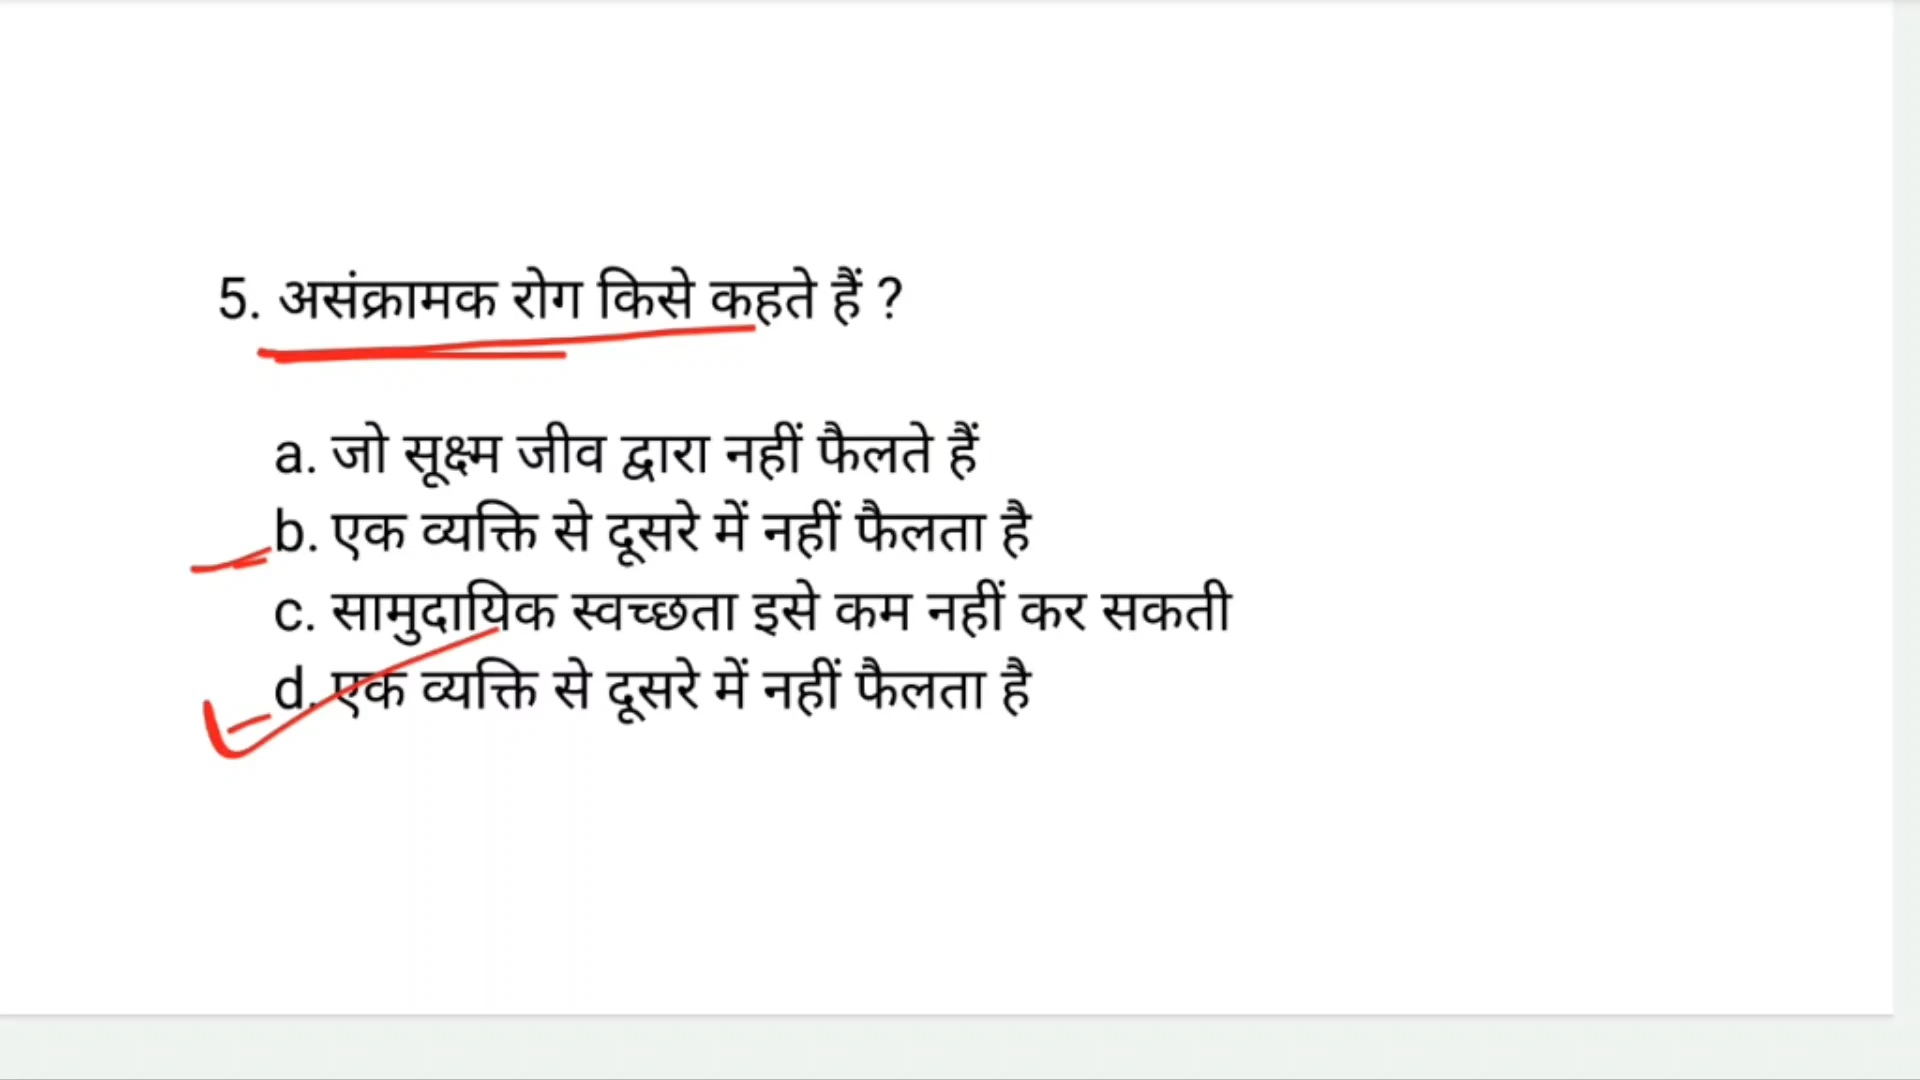 5. असंक्रामक रोग किसे कहते हैं ?
a. जो सूक्ष्म जीव द्वारा नहीं फैलते हैं
b. एक व्यक्ति से दूसरे में नहीं फैलता है
c. सामुदायिक स्वच्छता इसे कम नहीं कर सकती
d. एक व्यक्ति से दूसरे में नहीं फैलता है